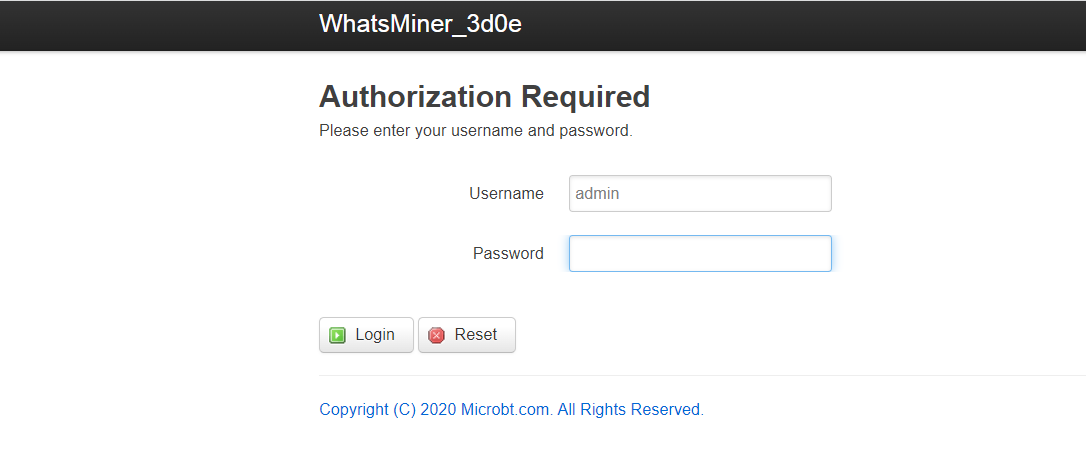 WhatsMiner_3d0e
Authorization Required
Please enter your username and password.
Username admin
Password
Login Reset
Copyright (C) 2020 Microbt.com. All Rights Reserved.